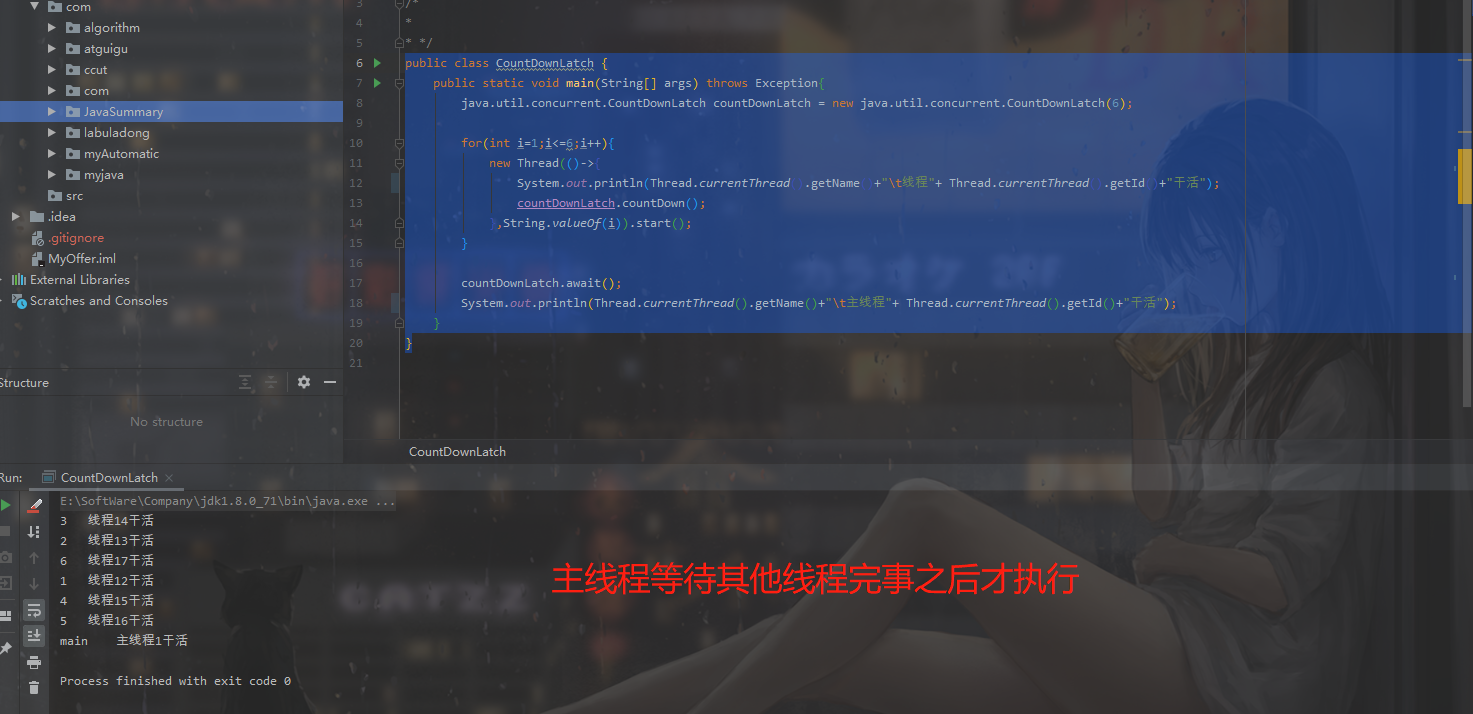 com
algorithm
atguigu
ccut
com
JavaSummary
labuladong
myAutomatic
myjava
src
.idea
.gitignore
MyOffer.iml
External Libraries
Scratches and Consoles
Structure
No structure
3 /*
4 *
5 * */
6 public class CountDownLatch {
7 public static void main(String[] args) throws Exception{
8 java.util.concurrent.CountDownLatch countDownLatch = new java.util.concurrent.CountDownLatch(6);
9
10 for(int i=1;i<=6;i++){
11 new Thread(()->{
12 System.out.println(Thread.currentThread().getName()+"\t线程"+ Thread.currentThread().getId()+"干活");
13 countDownLatch.countDown();
14 },String.valueOf(i)).start();
15 }
16
17 countDownLatch.await();
18 System.out.println(Thread.currentThread().getName()+"\t主线程"+ Thread.currentThread().getId()+"干活");
19 }
20 }
21
CountDownLatch
Run: CountDownLatch
E:\SoftWare\Company\jdk1.8.0_71\bin\java.exe ...
3 线程14干活
2 线程13干活
6 线程17干活
1 线程12干活
4 线程15干活
5 线程16干活
main 主线程1干活
Process finished with exit code 0
主线程等待其他线程完事之后才执行